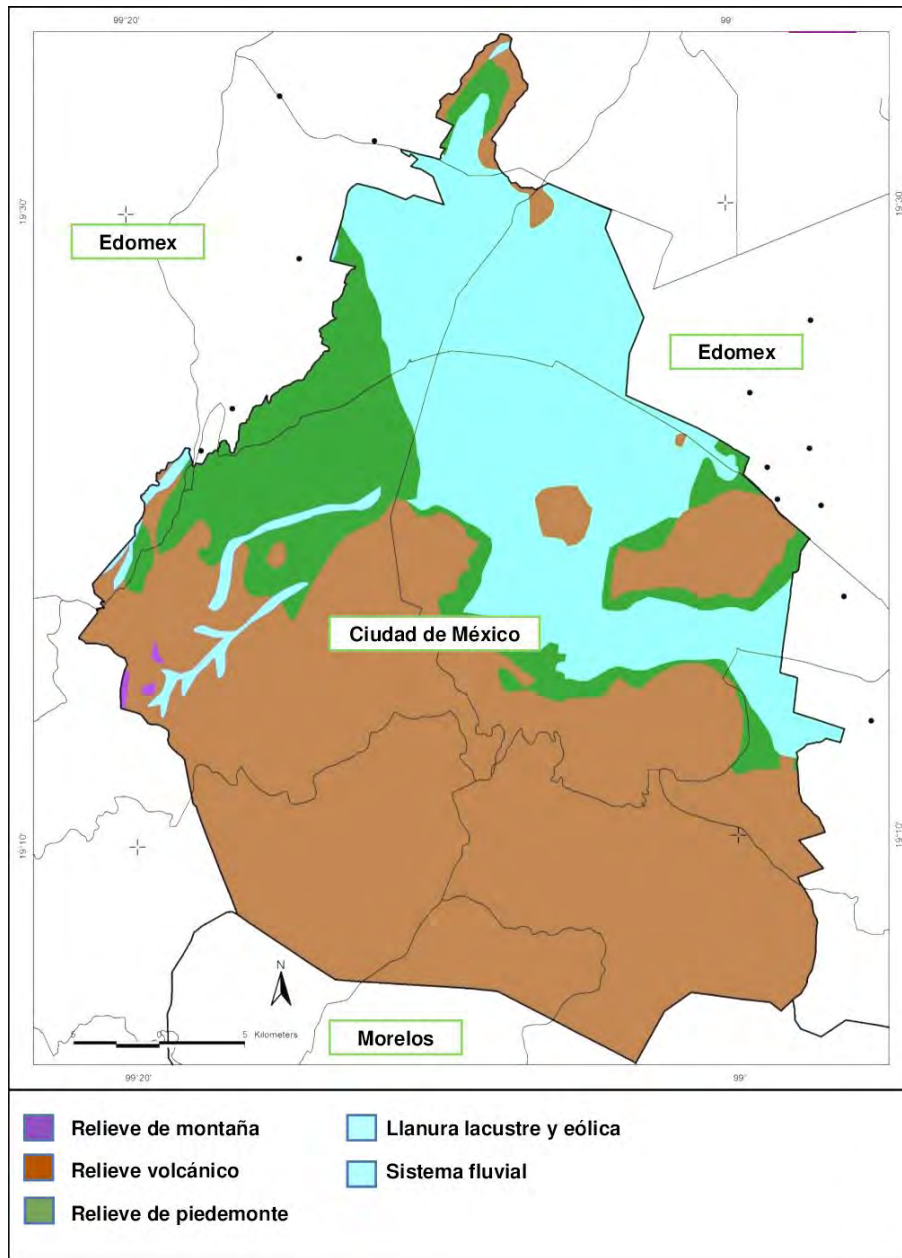 99°20'
99°
19°30'
19°30'
Edomex
Edomex
Ciudad de México
19°10'
19°10'
N
5 0 5 Kilometers
Morelos
99°20'
99°
Relieve de montaña
Llanura lacustre y eólica
Relieve volcánico
Sistema fluvial
Relieve de piedemonte